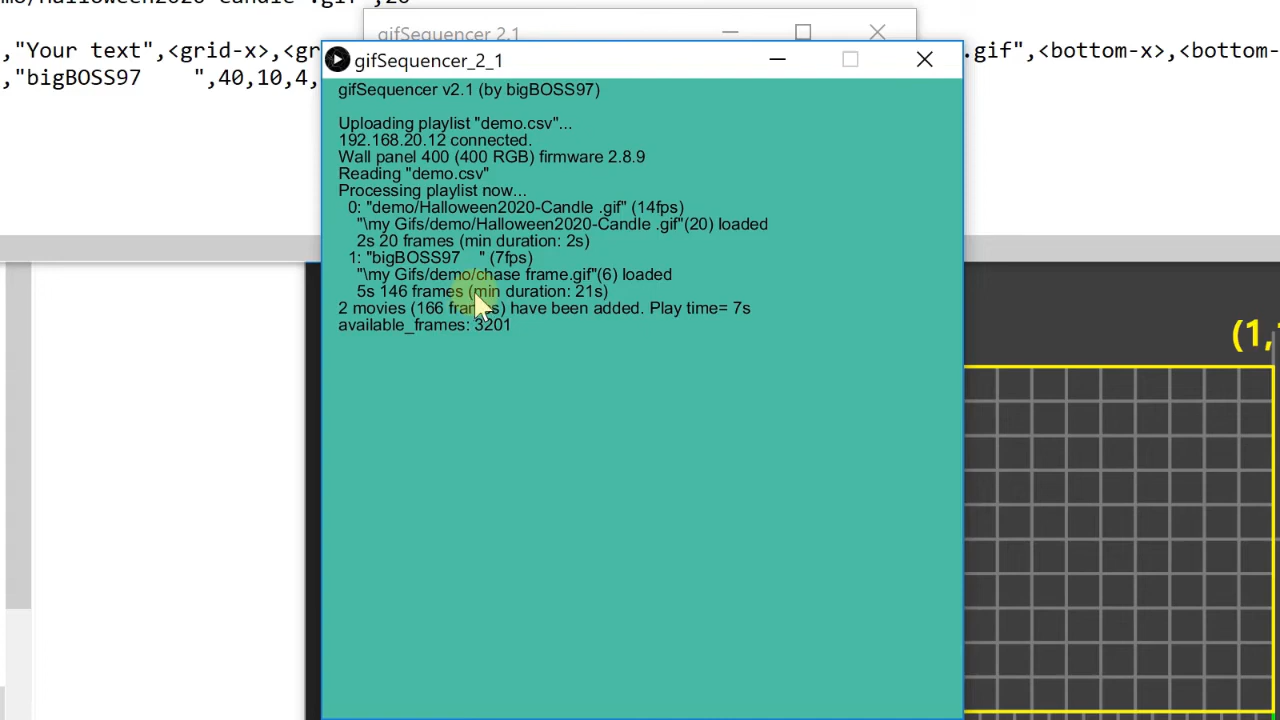 gifSequencer 2.1
,"Your text",<grid-x>,<gr
.gif",<bottom-x>,<bottom-
,"bigBOSS97    ",40,10,4,
gifSequencer_2_1
gifSequencer v2.1 (by bigBOSS97)
Uploading playlist "demo.csv"...
192.168.20.12 connected.
Wall panel 400 (400 RGB) firmware 2.8.9
Reading "demo.csv"
Processing playlist now...
0: "demo/Halloween2020-Candle .gif" (14fps)
"\my Gifs/demo/Halloween2020-Candle .gif"(20) loaded
2s 20 frames (min duration: 2s)
1: "bigBOSS97    " (7fps)
"\my Gifs/demo/chase frame.gif"(6) loaded
5s 146 frames (min duration: 21s)
2 movies (166 frames) have been added. Play time= 7s
available_frames: 3201
(1,